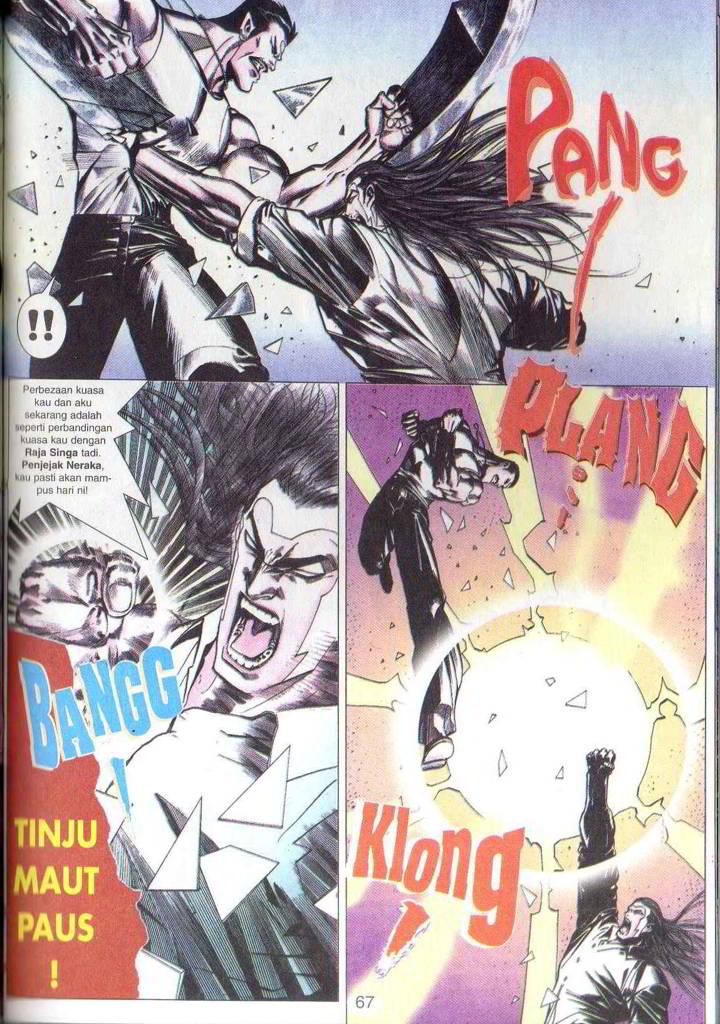 PANG
!
!!
Perbezaan kuasa
kau dan aku
sekarang adalah
seperti perbandingan
kuasa kau dengan
Raja Singa tadi.
Penjejak Neraka,
kau pasti akan mam-
pus hari ni!
BANGG
!
TINJU
MAUT
PAUS
!
PLANG
!
Klong
!
67